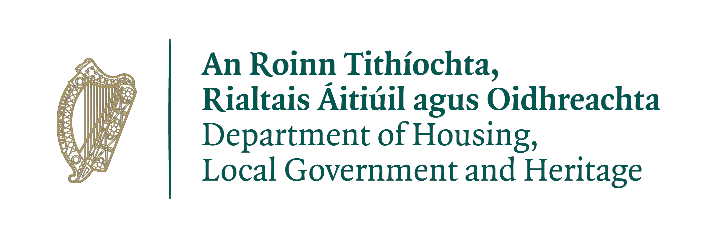 An Roinn Tithíochta,
Rialtais Áitiúil agus Oidhreachta
Department of Housing,
Local Government and Heritage